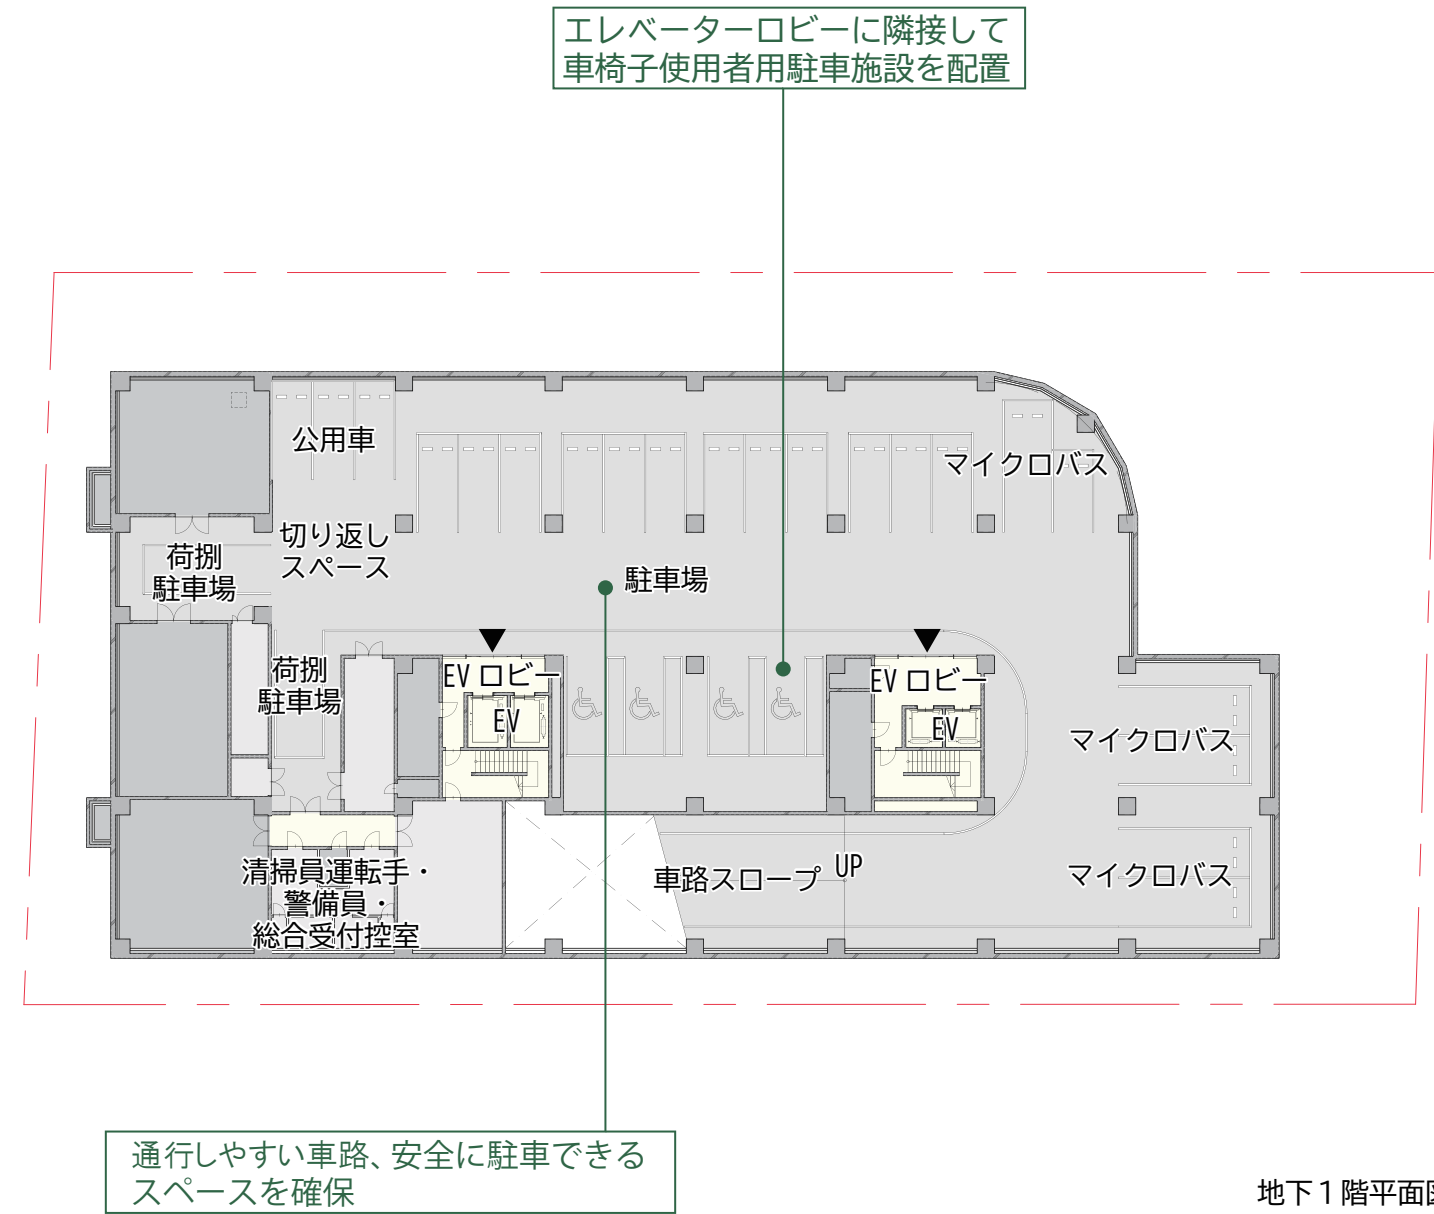 エレベーターロビーに隣接して
車椅子使用者用駐車施設を配置
公用車
マイクロバス
切り返し
スペース
荷捌
駐車場
駐車場
荷捌
駐車場
EV ロビー
EV
EV ロビー
EV
マイクロバス
清掃員運転手・
警備員・
総合受付控室
車路スロープ
UP
マイクロバス
通行しやすい車路、安全に駐車できる
スペースを確保
地下１階平面図